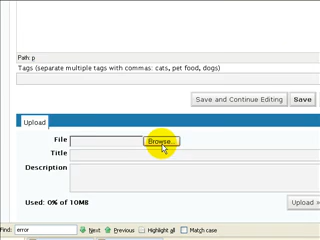 Path: p
Tags (separate multiple tags with commas: cats, pet food, dogs)
Save and Continue Editing Save
Upload
File Browse...
Title
Description
Used: 0% of 10MB Upload »
Find: error Next Previous Highlight all Match case